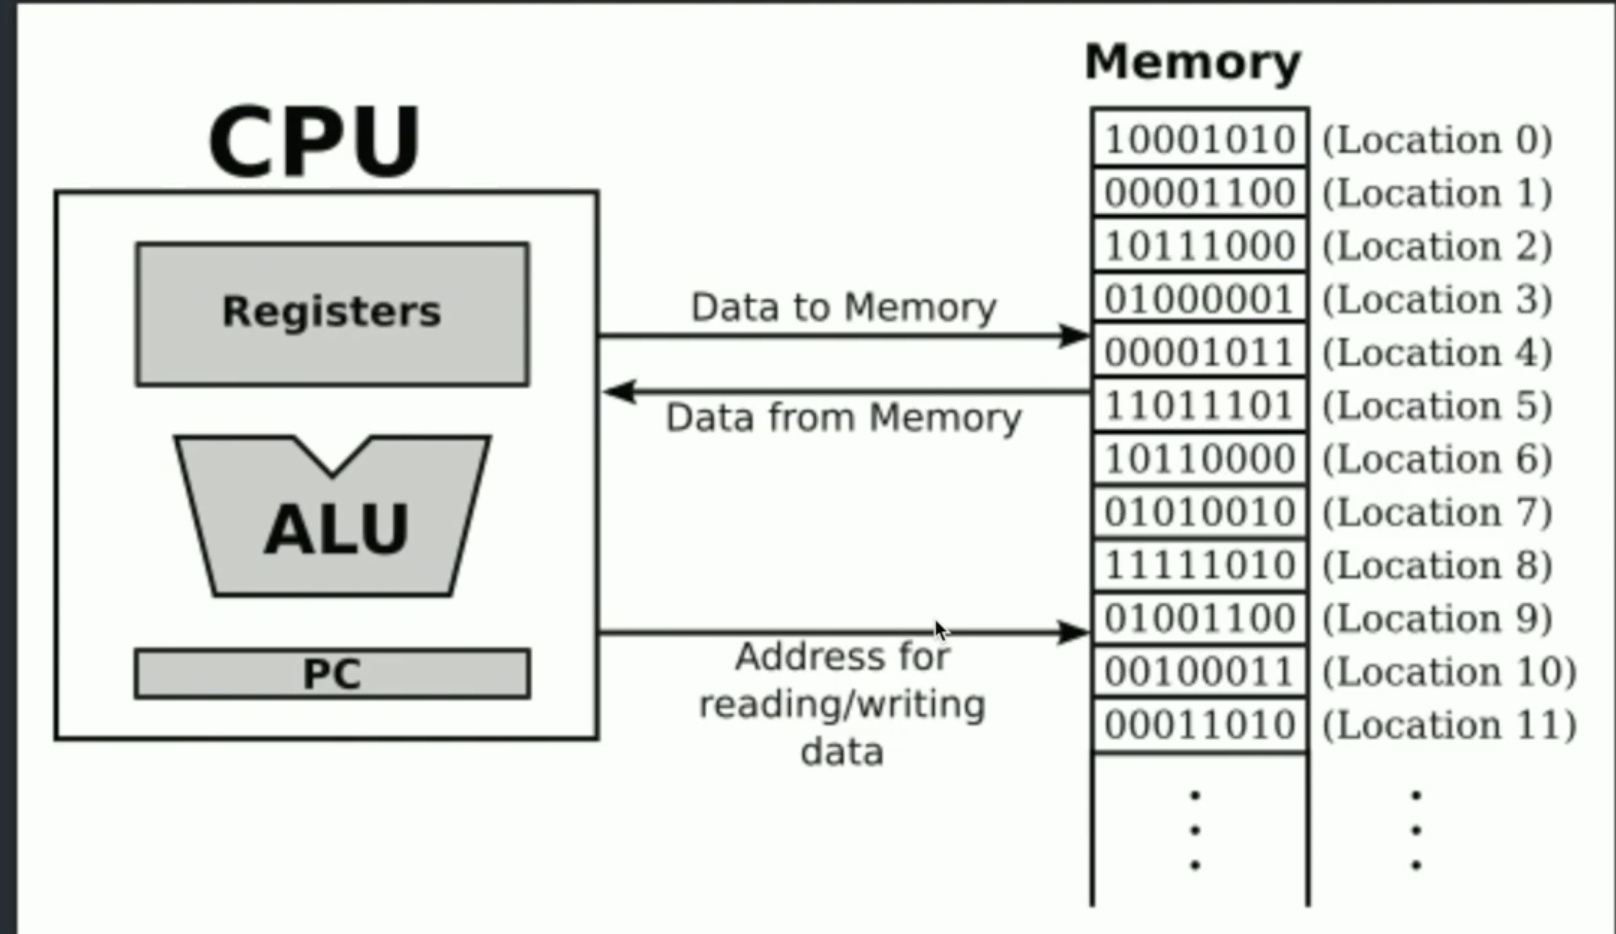 CPU
Registers
ALU
PC
Data to Memory
Data from Memory
Address for
reading/writing
data
Memory
10001010 (Location 0)
00001100 (Location 1)
10111000 (Location 2)
01000001 (Location 3)
00001011 (Location 4)
11011101 (Location 5)
10110000 (Location 6)
01010010 (Location 7)
11111010 (Location 8)
01001100 (Location 9)
00100011 (Location 10)
00011010 (Location 11)